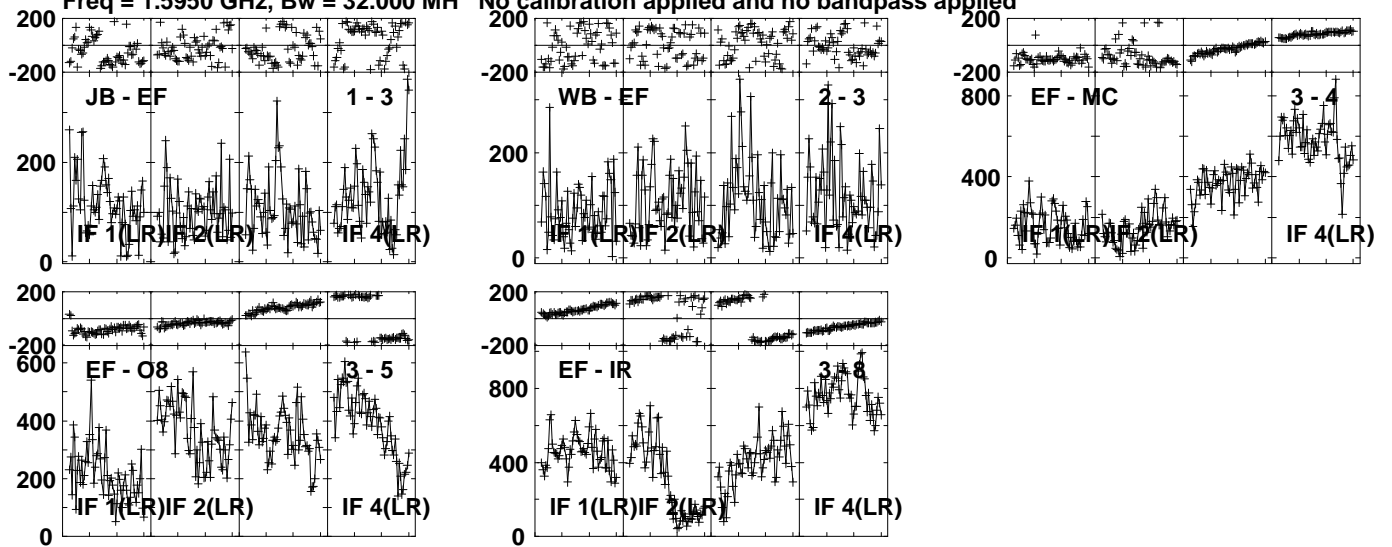 Freq = 1.5950 GHz, Bw = 32.000 MH No calibration applied and no bandpass applied
200
-200
JB - EF 1 - 3
200
IF 1(LR) IF 2(LR) IF 4(LR)
0
WB - EF 2 - 3
200
IF 1(LR) IF 2(LR) IF 4(LR)
0
200
-200
EF - MC 3 - 4
800
400
IF 1(LR) IF 2(LR) IF 4(LR)
0
200
-200
600
EF - O8 3 - 5
400
200
IF 1(LR) IF 2(LR) IF 4(LR)
0
200
-200
EF - IR 3 - 8
800
400
IF 1(LR) IF 2(LR) IF 4(LR)
0